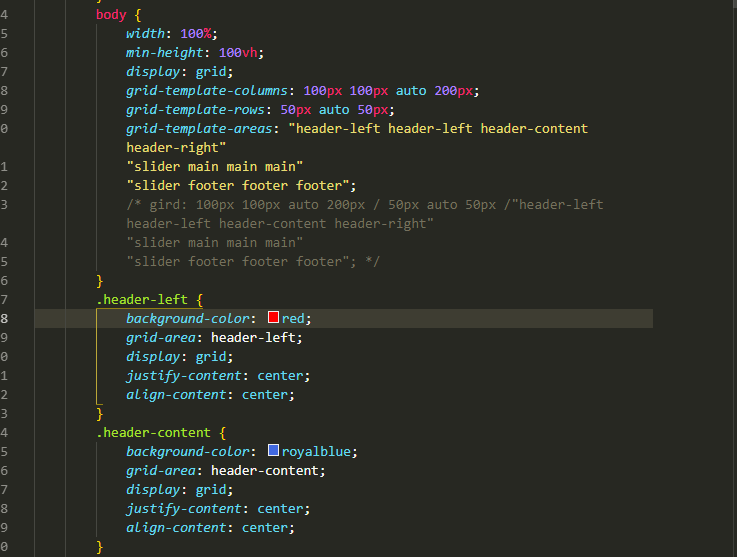 4 body {
5 width: 100%;
6 min-height: 100vh;
7 display: grid;
8 grid-template-columns: 100px 100px auto 200px;
9 grid-template-rows: 50px auto 50px;
0 grid-template-areas: "header-left header-left header-content
header-right"
1 "slider main main main"
2 "slider footer footer footer";
3 /* gird: 100px 100px auto 200px / 50px auto 50px /"header-left
header-left header-content header-right"
4 "slider main main main"
5 "slider footer footer footer"; */
6 }
7 .header-left {
8 background-color: red;
9 grid-area: header-left;
0 display: grid;
1 justify-content: center;
2 align-content: center;
3 }
4 .header-content {
5 background-color: royalblue;
6 grid-area: header-content;
7 display: grid;
8 justify-content: center;
9 align-content: center;
0 }